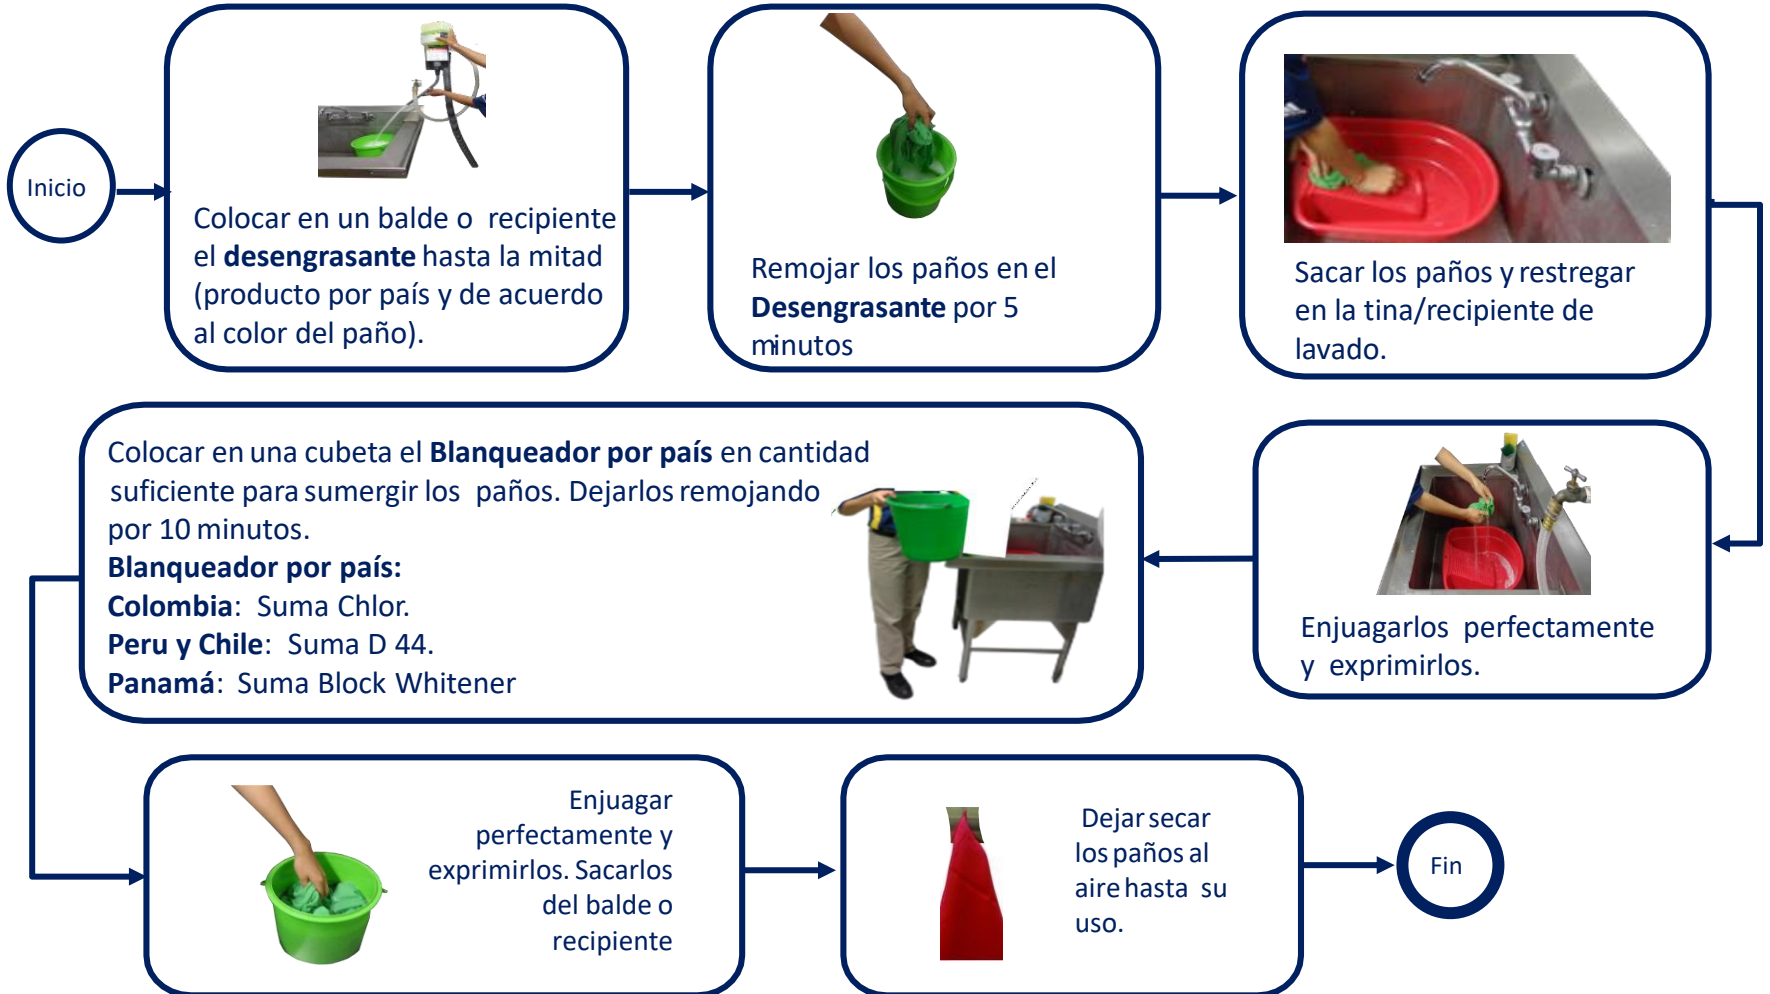 Inicio
Colocar en un balde o recipiente
el desengrasante hasta la mitad
(producto por país y de acuerdo
al color del paño).
Remojar los paños en el
Desengrasante por 5
minutos
Sacar los paños y restregar
en la tina/recipiente de
lavado.
Enjuagarlos perfectamente
y exprimirlos.
Colocar en una cubeta el Blanqueador por país en cantidad
suficiente para sumergir los paños. Dejarlos remojando
por 10 minutos.
Blanqueador por país:
Colombia: Suma Chlor.
Peru y Chile: Suma D 44.
Panamá: Suma Block Whitener
Enjuagar
perfectamente y
exprimirlos. Sacarlos
del balde o
recipiente
Dejar secar
los paños al
aire hasta su
uso.
Fin